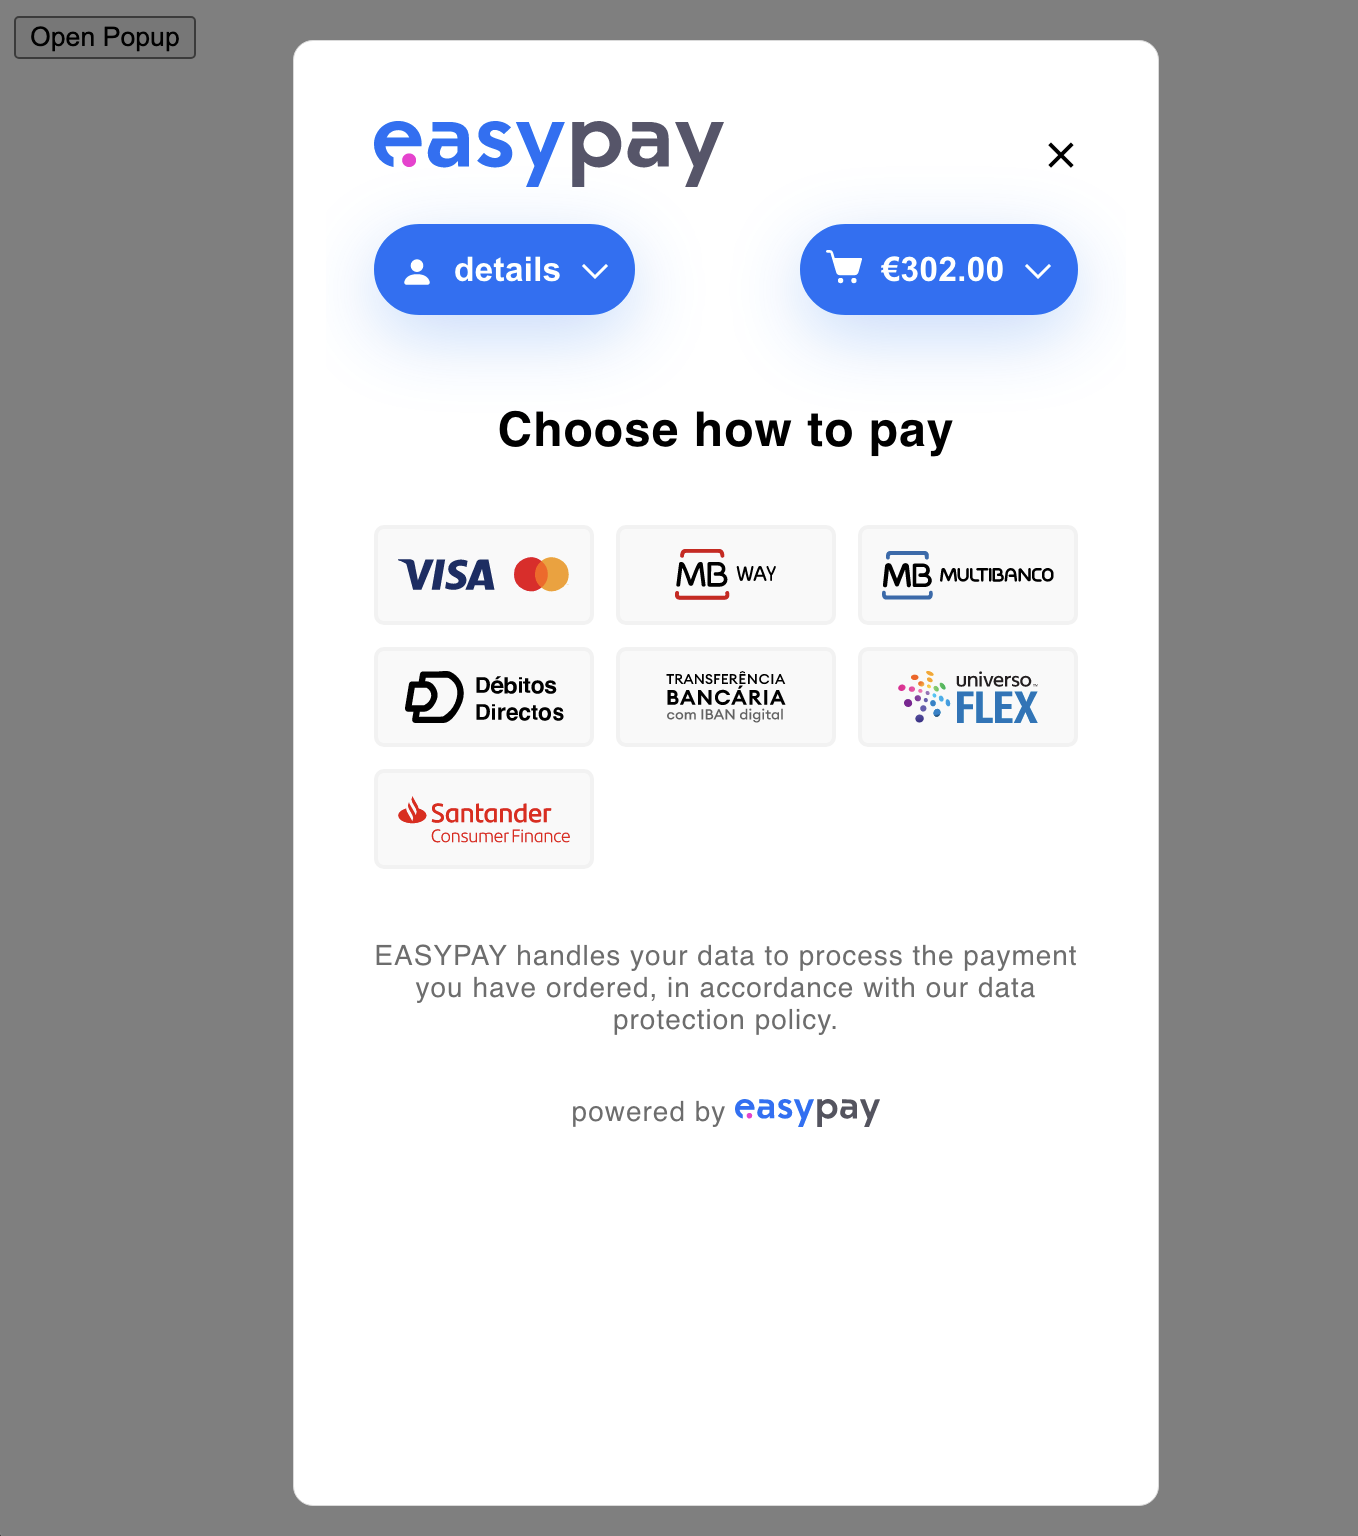 Open Popup
easypay
details
€302.00
Choose how to pay
VISA
MB WAY
MB MULTIBANCO
Débitos
Directos
TRANSFERÊNCIA
BANCÁRIA
com IBAN digital
universo
FLEX
Santander
Consumer Finance
EASYPAY handles your data to process the payment
you have ordered, in accordance with our data
protection policy.
powered by easypay